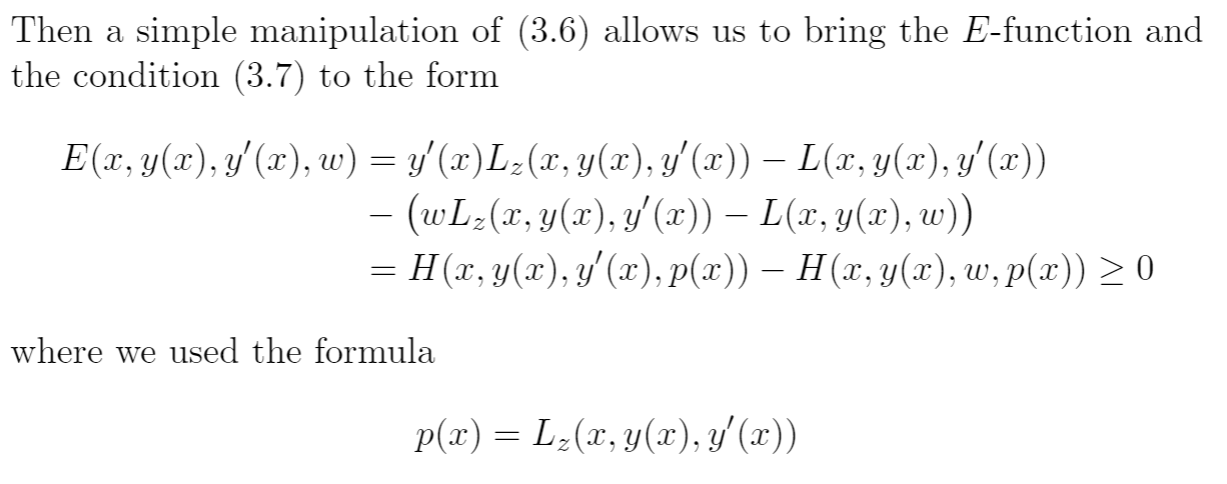 Then a simple manipulation of (3.6) allows us to bring the E-function and
the condition (3.7) to the form
E(x, y(x), y′(x), w) = y′(x)L_z(x, y(x), y′(x)) − L(x, y(x), y′(x))
− (wL_z(x, y(x), y′(x)) − L(x, y(x), w))
= H(x, y(x), y′(x), p(x)) − H(x, y(x), w, p(x)) ≥ 0
where we used the formula
p(x) = L_z(x, y(x), y′(x))